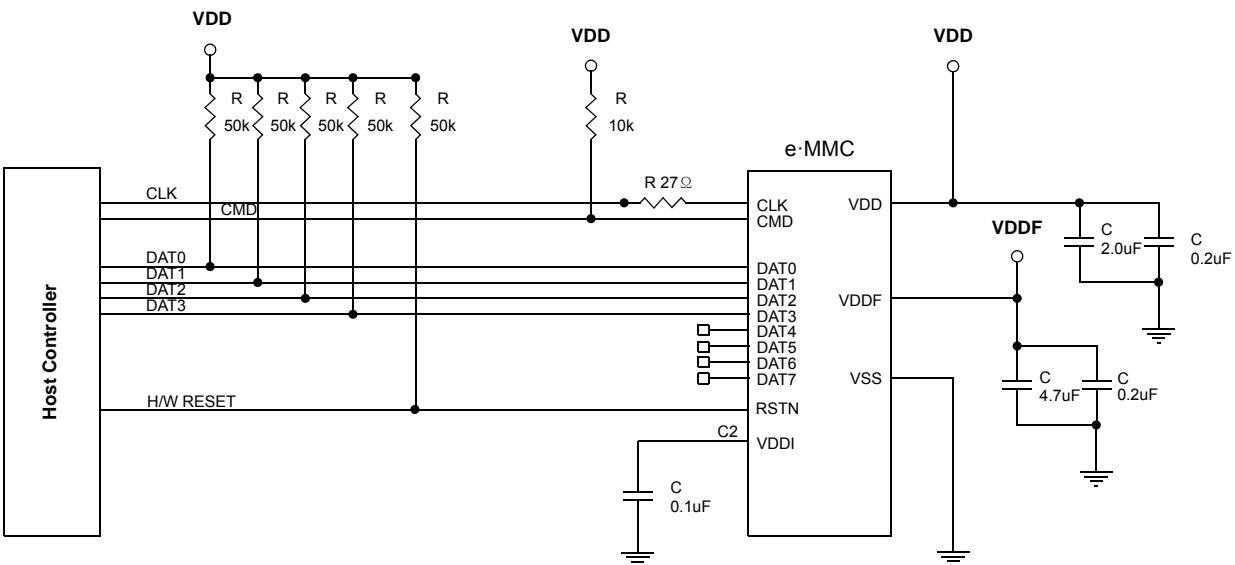 VDD
VDD
VDD
R
R
R
R
R
R
50k
50k
50k
50k
50k
10k
e·MMC
R 27Ω
CLK
CMD
CLK
CMD
VDD
VDDF
C
2.0uF
C
0.2uF
DAT0
DAT1
DAT2
DAT3
DAT0
DAT1
DAT2
DAT3
DAT4
DAT5
DAT6
DAT7
VDDF
VSS
C
4.7uF
C
0.2uF
Host Controller
H/W RESET
RSTN
C2
VDDI
C
0.1uF